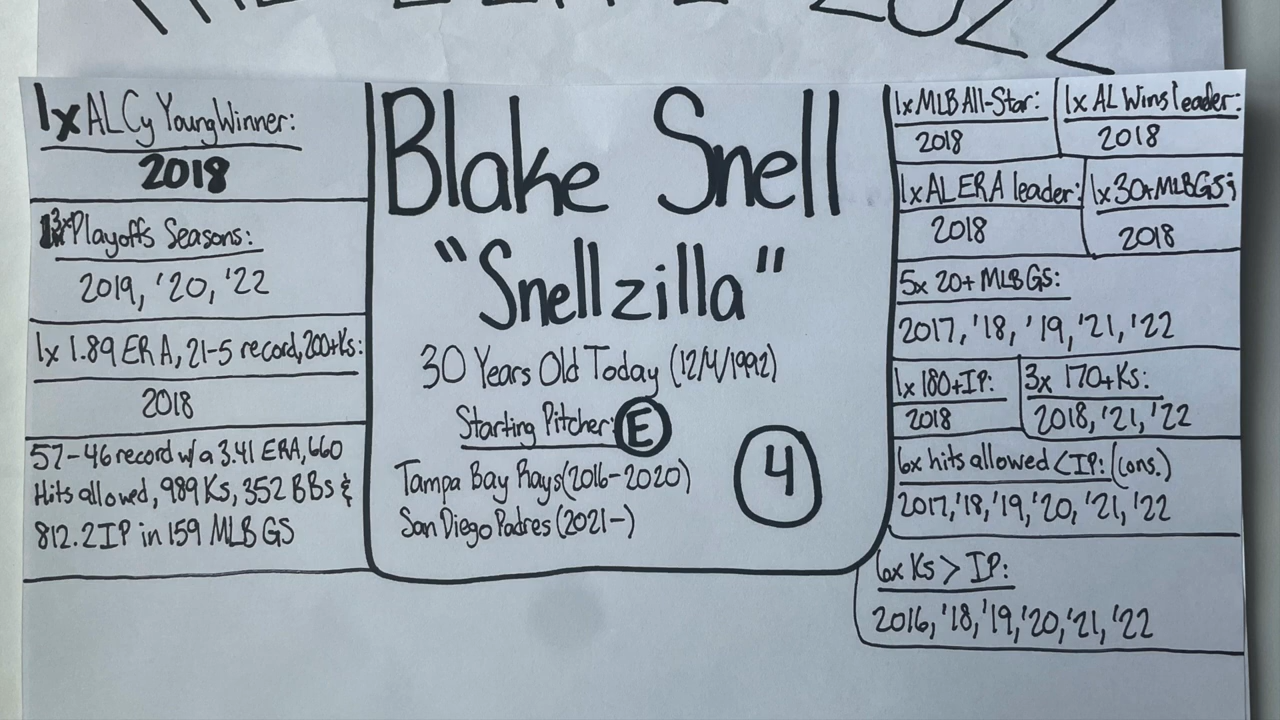 2022
1x AL Cy Young Winner:
2018
3x Playoffs Seasons:
2019, '20, '22
1x 1.89 ERA, 21-5 record, 200+Ks:
2018
57-46 record w/a 3.41 ERA, 660
Hits allowed, 989 Ks, 352 BBs &
812.2 IP in 159 MLB GS
Blake Snell
"Snellzilla"
30 Years Old Today (12/4/1992)
Starting Pitcher: E
Tampa Bay Rays (2016-2020)
San Diego Padres (2021-)
4
1x MLB All-Star:
2018
1x AL Wins leader:
2018
1x AL ERA leader:
2018
1x 30+ MLB GS:
2018
5x 20+ MLB GS:
2017, '18, '19, '21, '22
1x 180+ IP:
2018
3x 170+ Ks:
2018, '21, '22
6x hits allowed < IP: (cons.)
2017, '18, '19, '20, '21, '22
6x Ks > IP:
2016, '18, '19, '20, '21, '22